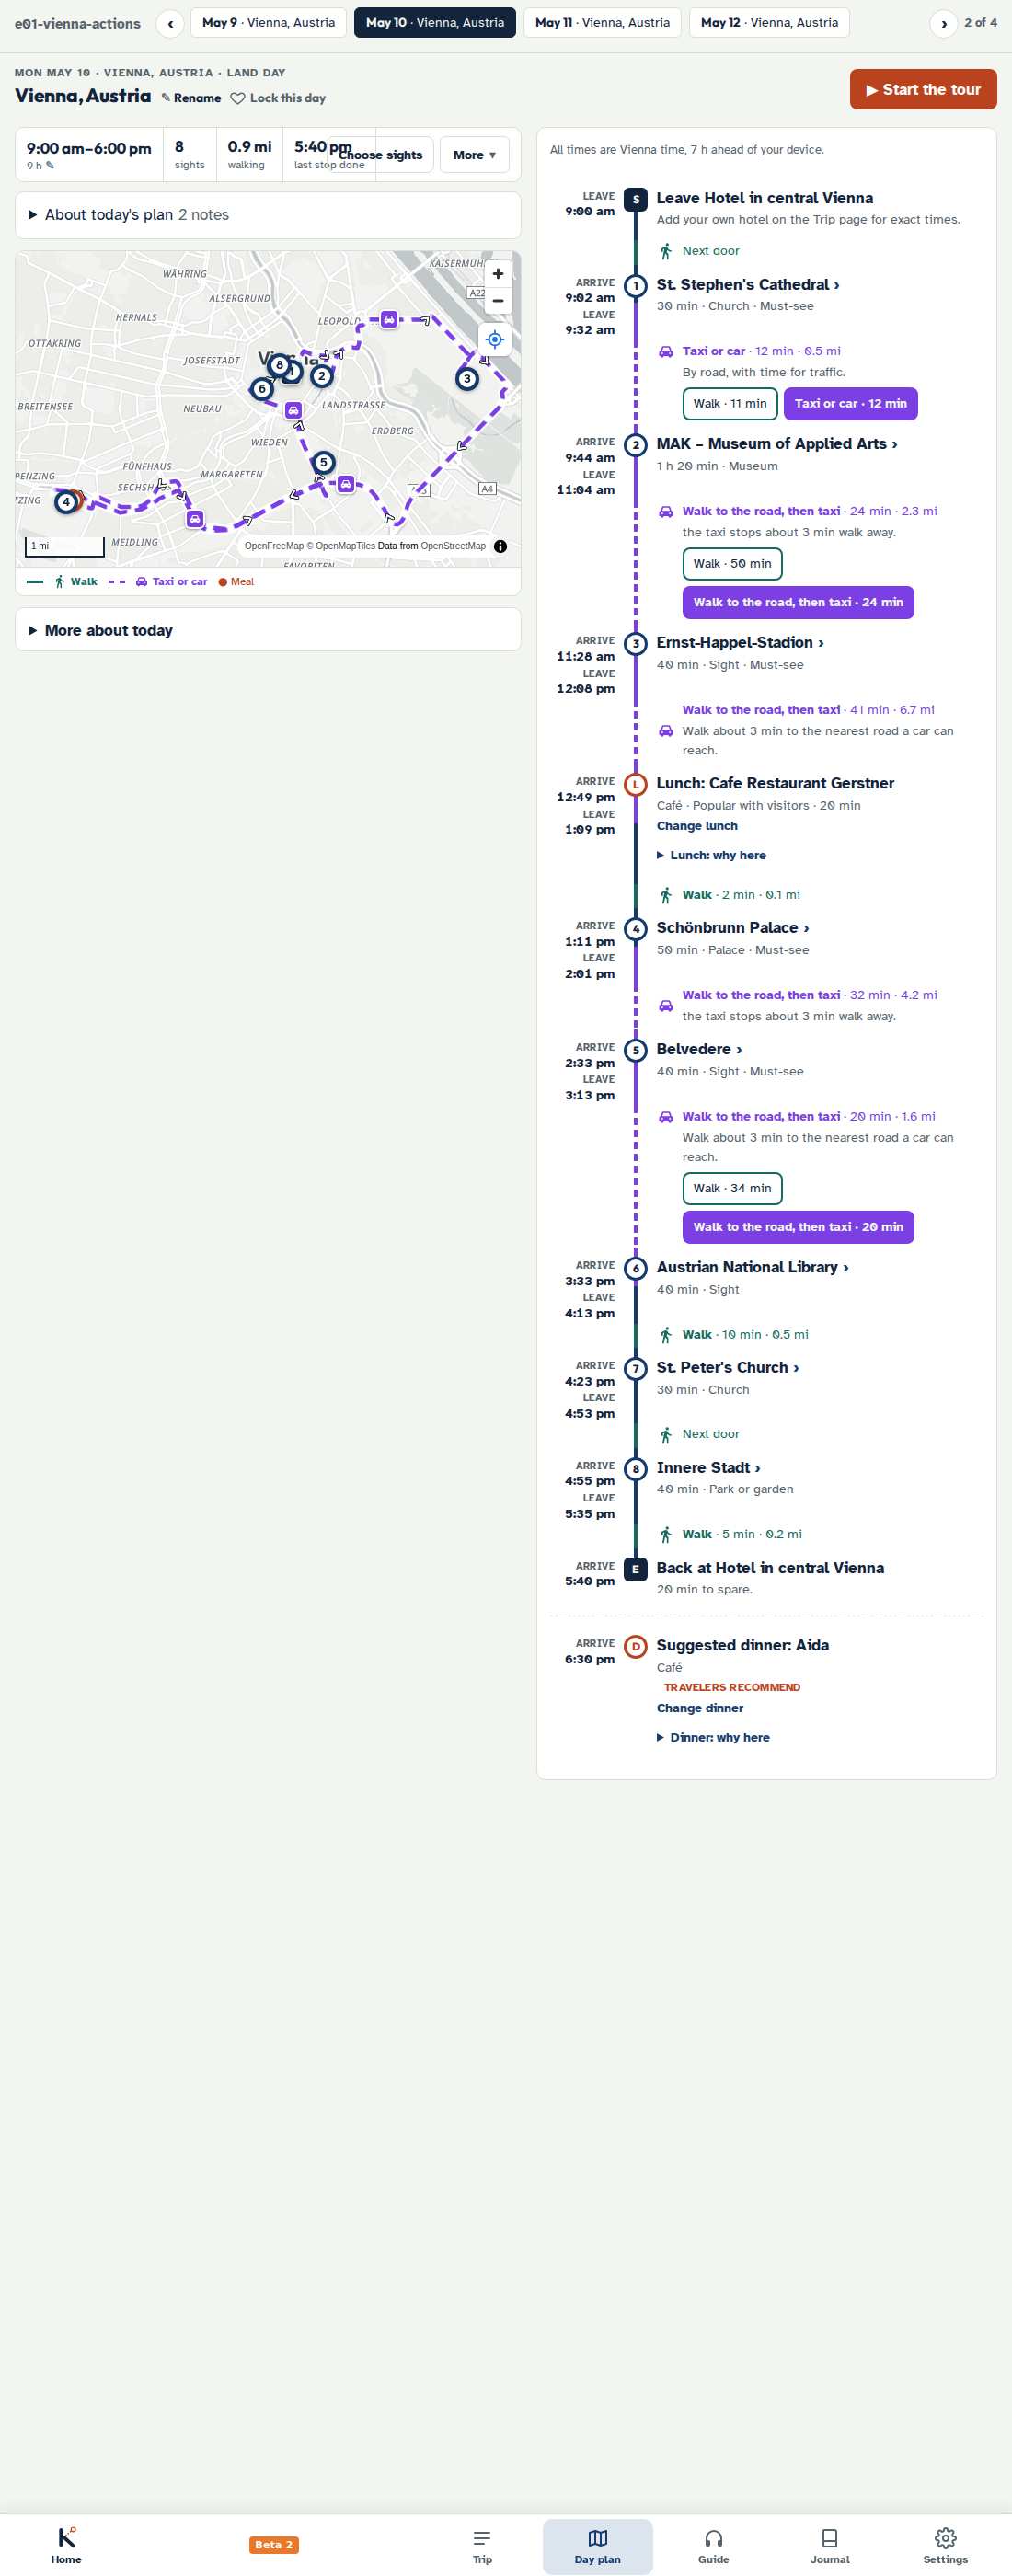 e01-vienna-actions
‹
May 9 · Vienna, Austria
May 10 · Vienna, Austria
May 11 · Vienna, Austria
May 12 · Vienna, Austria
›
2 of 4
MON MAY 10 · VIENNA, AUSTRIA · LAND DAY
Vienna, Austria
✎ Rename
Lock this day
▶ Start the tour
9:00 am–6:00 pm
9 h ✎
8
sights
0.9 mi
walking
5:40 pm
last stop done
Choose sights
More ▾
▶ About today's plan 2 notes
WÄHRING
ALSERGRUND
HERNALS
OTTAKRING
JOSEFSTADT
BREITENSEE
NEUBAU
LANDSTRASSE
ERDBERG
WIEDEN
FÜNFHAUS
MARGARETEN
MEIDLING
FAVORITEN
A22
A4
8
2
3
6
5
4
+
−
1 mi
OpenFreeMap © OpenMapTiles Data from OpenStreetMap
Walk
Taxi or car
Meal
▶ More about today
All times are Vienna time, 7 h ahead of your device.
LEAVE
9:00 am
S
Leave Hotel in central Vienna
Add your own hotel on the Trip page for exact times.
Next door
ARRIVE
9:02 am
LEAVE
9:32 am
1
St. Stephen's Cathedral ›
30 min · Church · Must-see
Taxi or car · 12 min · 0.5 mi
By road, with time for traffic.
Walk · 11 min
Taxi or car · 12 min
ARRIVE
9:44 am
LEAVE
11:04 am
2
MAK – Museum of Applied Arts ›
1 h 20 min · Museum
Walk to the road, then taxi · 24 min · 2.3 mi
the taxi stops about 3 min walk away.
Walk · 50 min
Walk to the road, then taxi · 24 min
ARRIVE
11:28 am
LEAVE
12:08 pm
3
Ernst-Happel-Stadion ›
40 min · Sight · Must-see
Walk to the road, then taxi · 41 min · 6.7 mi
Walk about 3 min to the nearest road a car can
reach.
ARRIVE
12:49 pm
LEAVE
1:09 pm
L
Lunch: Cafe Restaurant Gerstner
Café · Popular with visitors · 20 min
Change lunch
▶ Lunch: why here
Walk · 2 min · 0.1 mi
ARRIVE
1:11 pm
LEAVE
2:01 pm
4
Schönbrunn Palace ›
50 min · Palace · Must-see
Walk to the road, then taxi · 32 min · 4.2 mi
the taxi stops about 3 min walk away.
ARRIVE
2:33 pm
LEAVE
3:13 pm
5
Belvedere ›
40 min · Sight · Must-see
Walk to the road, then taxi · 20 min · 1.6 mi
Walk about 3 min to the nearest road a car can
reach.
Walk · 34 min
Walk to the road, then taxi · 20 min
ARRIVE
3:33 pm
LEAVE
4:13 pm
6
Austrian National Library ›
40 min · Sight
Walk · 10 min · 0.5 mi
ARRIVE
4:23 pm
LEAVE
4:53 pm
7
St. Peter's Church ›
30 min · Church
Next door
ARRIVE
4:55 pm
LEAVE
5:35 pm
8
Innere Stadt ›
40 min · Park or garden
Walk · 5 min · 0.2 mi
ARRIVE
5:40 pm
E
Back at Hotel in central Vienna
20 min to spare.
ARRIVE
6:30 pm
D
Suggested dinner: Aida
Café
TRAVELERS RECOMMEND
Change dinner
▶ Dinner: why here
Home
Beta 2
Trip
Day plan
Guide
Journal
Settings